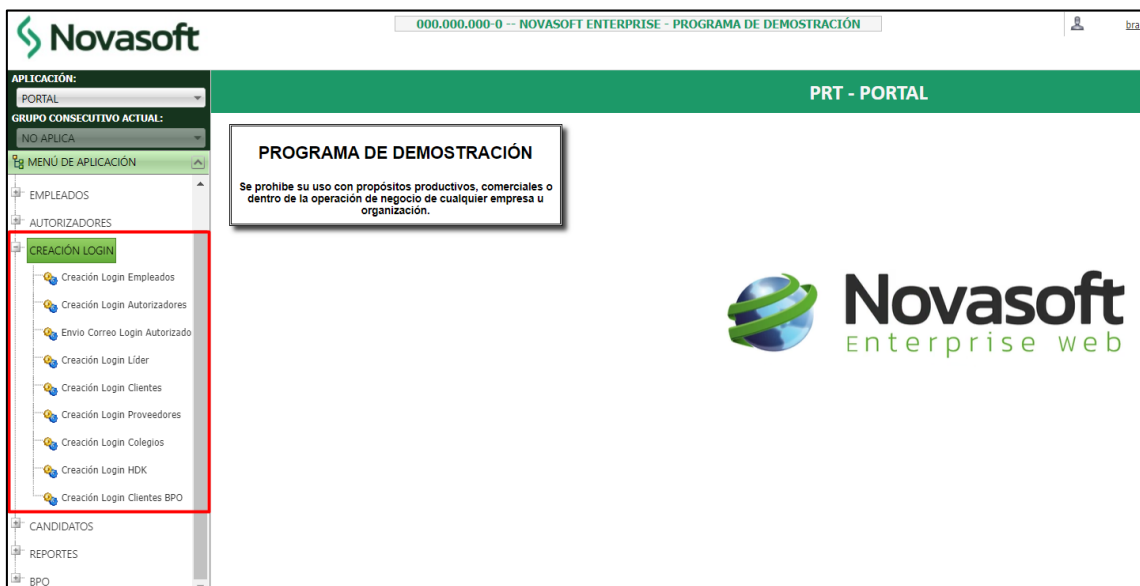 Novasoft
000.000.000-0 -- NOVASOFT ENTERPRISE - PROGRAMA DE DEMOSTRACIÓN
bra
APLICACIÓN:
PORTAL
GRUPO CONSECUTIVO ACTUAL:
NO APLICA
MENÚ DE APLICACIÓN
EMPLEADOS
AUTORIZADORES
CREACIÓN LOGIN
Creación Login Empleados
Creación Login Autorizadores
Envio Correo Login Autorizado
Creación Login Líder
Creación Login Clientes
Creación Login Proveedores
Creación Login Colegios
Creación Login HDK
Creación Login Clientes BPO
CANDIDATOS
REPORTES
BPO
PRT - PORTAL
PROGRAMA DE DEMOSTRACIÓN
Se prohibe su uso con propósitos productivos, comerciales o
dentro de la operación de negocio de cualquier empresa u
organización.
Novasoft
Enterprise web